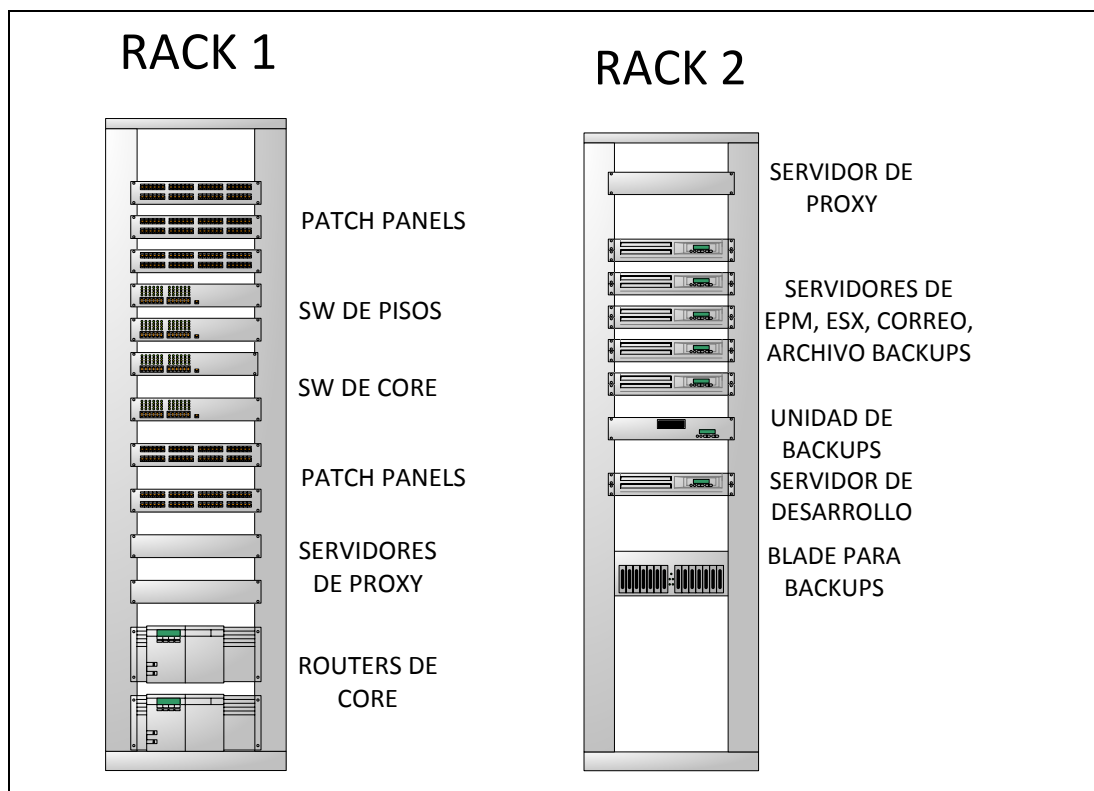 RACK 1
PATCH PANELS
SW DE PISOS
SW DE CORE
PATCH PANELS
SERVIDORES
DE PROXY
ROUTERS DE
CORE
RACK 2
SERVIDOR DE
PROXY
SERVIDORES DE
EPM, ESX, CORREO,
ARCHIVO BACKUPS
UNIDAD DE
BACKUPS
SERVIDOR DE
DESARROLLO
BLADE PARA
BACKUPS